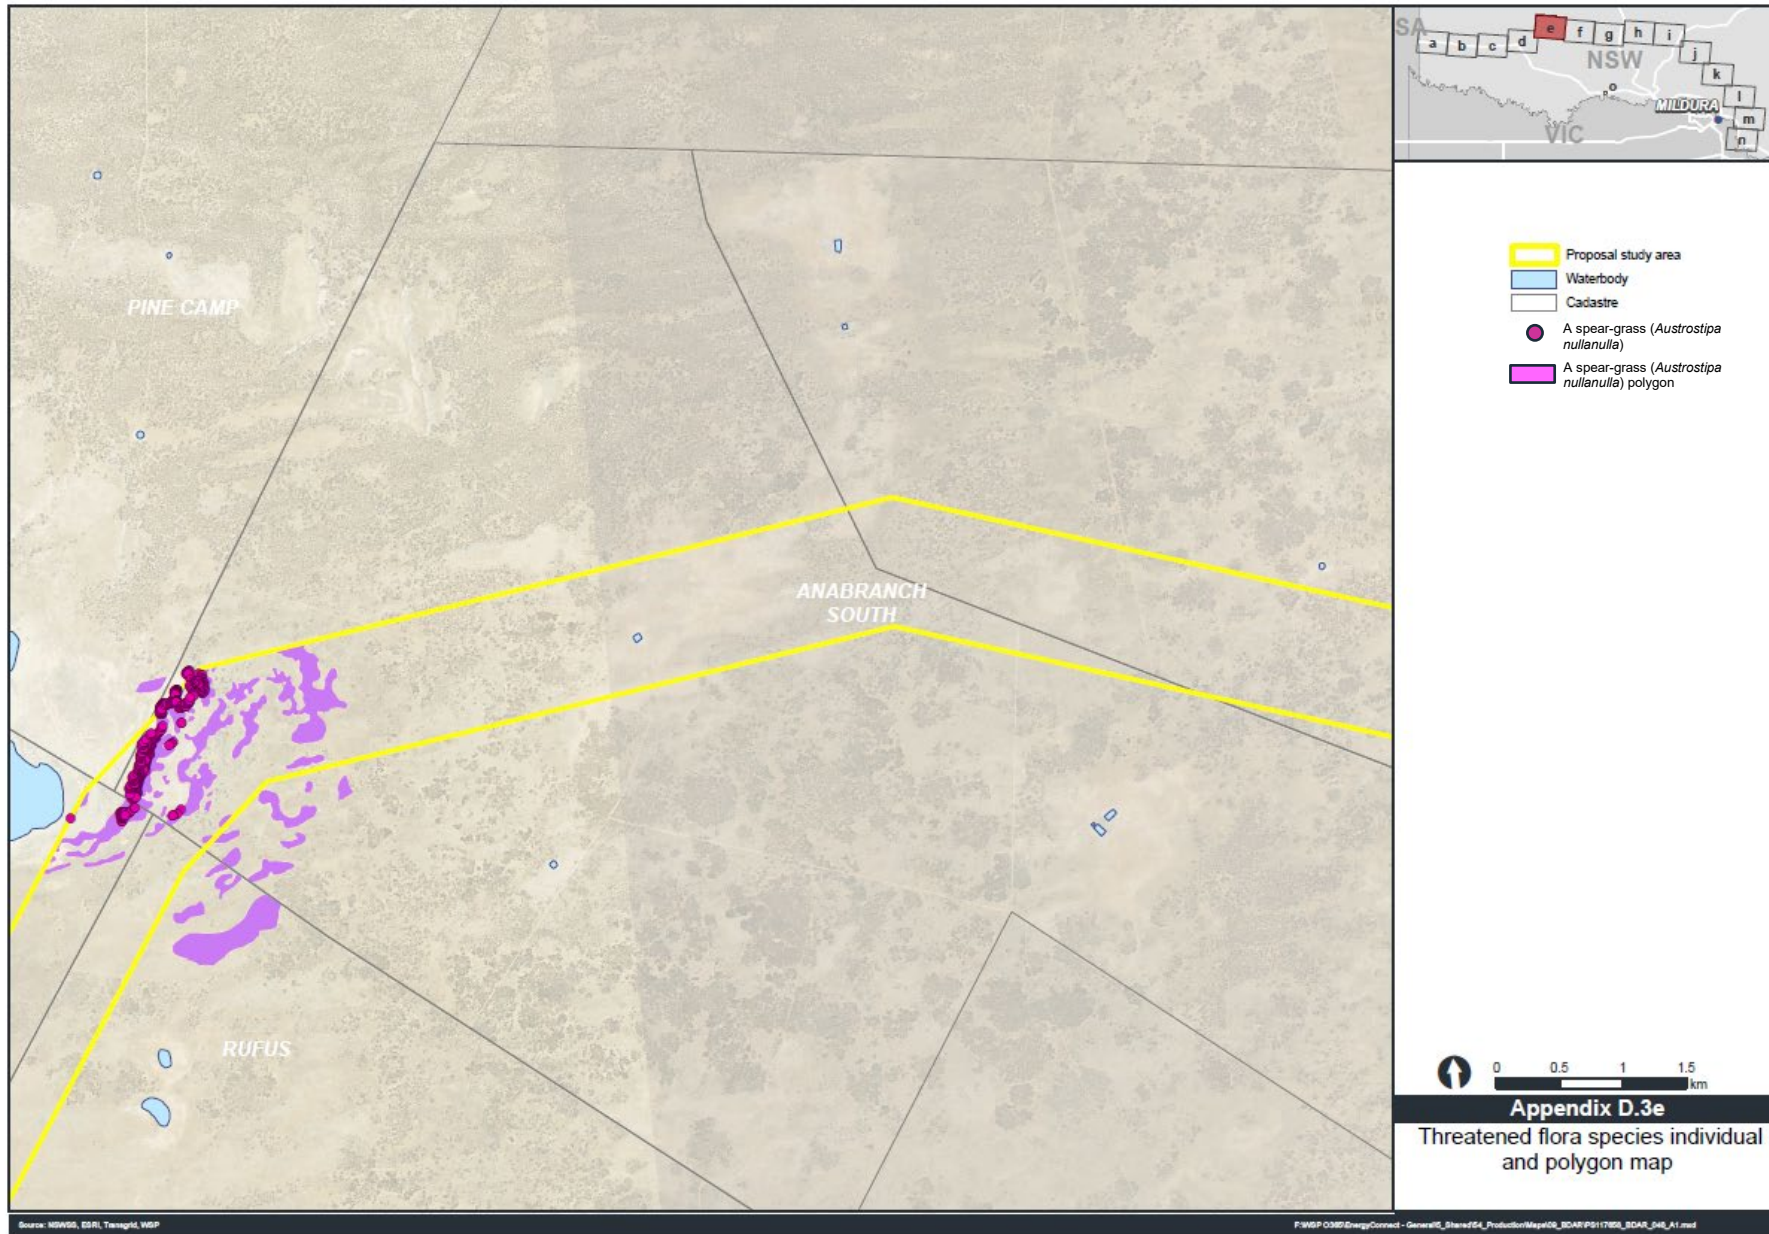 PINE CAMP
ANABRANCH
SOUTH
RUFUS
SA
a
b
c
d
e
f
g
h
i
j
k
l
m
n
o
NSW
MILDURA
VIC
Proposal study area
Waterbody
Cadastre
A spear-grass (Austrostipa
nullanulla)
A spear-grass (Austrostipa
nullanulla) polygon
0 0.5 1 1.5
km
Appendix D.3e
Threatened flora species individual
and polygon map
Source: NSWSS, ESRI, Transgrid, WSP